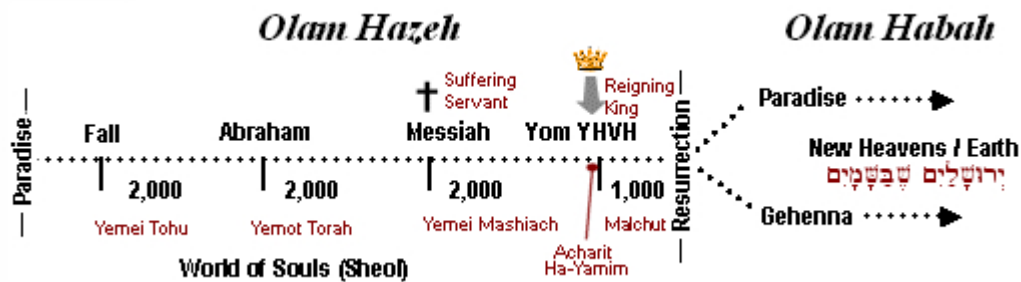 Olam Hazeh
Olam Habah
Suffering
Servant
Reigning
King
Paradise
Fall
Abraham
Messiah
Yom YHVH
Resurrection
Paradise
2,000
2,000
2,000
1,000
New Heavens / Earth
יְרוּשָׁלַיִם שֶׁבַּשָּׁמָיִם
Yemei Tohu
Yemot Torah
Yemei Mashiach
Malchut
Gehenna
Acharit
Ha-Yamim
World of Souls (Sheol)